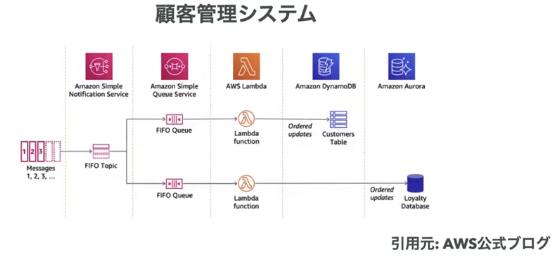 顧客管理システム
Amazon Simple
Notification Service
Amazon Simple
Queue Service
AWS Lambda
Amazon DynamoDB
Amazon Aurora
1 2 3
Messages
1, 2, 3, ...
FIFO Topic
FIFO Queue
Lambda
function
Ordered
updates
Customers
Table
FIFO Queue
Lambda
function
Ordered
updates
Loyalty
Database
引用元: AWS公式ブログ